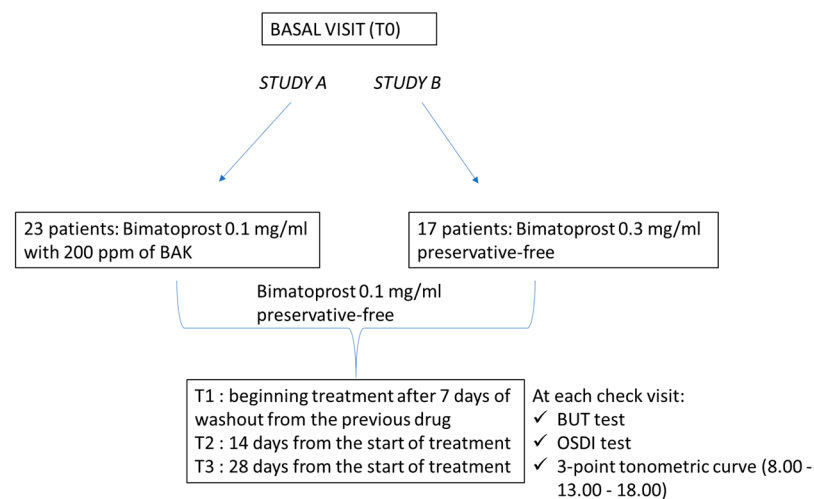 BASAL VISIT (T0)
STUDY A
STUDY B
23 patients: Bimatoprost 0.1 mg/ml
with 200 ppm of BAK
17 patients: Bimatoprost 0.3 mg/ml
preservative-free
Bimatoprost 0.1 mg/ml
preservative-free
T1 : beginning treatment after 7 days of
washout from the previous drug
T2 : 14 days from the start of treatment
T3 : 28 days from the start of treatment
At each check visit:
✓ BUT test
✓ OSDI test
✓ 3-point tonometric curve (8.00 -
13.00 - 18.00)